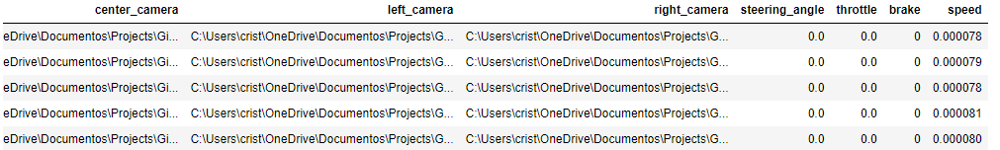 center_camera left_camera right_camera steering_angle throttle brake speed
eDrive\Documentos\Projects\Gi... C:\Users\crist\OneDrive\Documentos\Projects\G... C:\Users\crist\OneDrive\Documentos\Projects\G... 0.0 0.0 0 0.000078
eDrive\Documentos\Projects\Gi... C:\Users\crist\OneDrive\Documentos\Projects\G... C:\Users\crist\OneDrive\Documentos\Projects\G... 0.0 0.0 0 0.000079
eDrive\Documentos\Projects\Gi... C:\Users\crist\OneDrive\Documentos\Projects\G... C:\Users\crist\OneDrive\Documentos\Projects\G... 0.0 0.0 0 0.000078
eDrive\Documentos\Projects\Gi... C:\Users\crist\OneDrive\Documentos\Projects\G... C:\Users\crist\OneDrive\Documentos\Projects\G... 0.0 0.0 0 0.000081
eDrive\Documentos\Projects\Gi... C:\Users\crist\OneDrive\Documentos\Projects\G... C:\Users\crist\OneDrive\Documentos\Projects\G... 0.0 0.0 0 0.000080